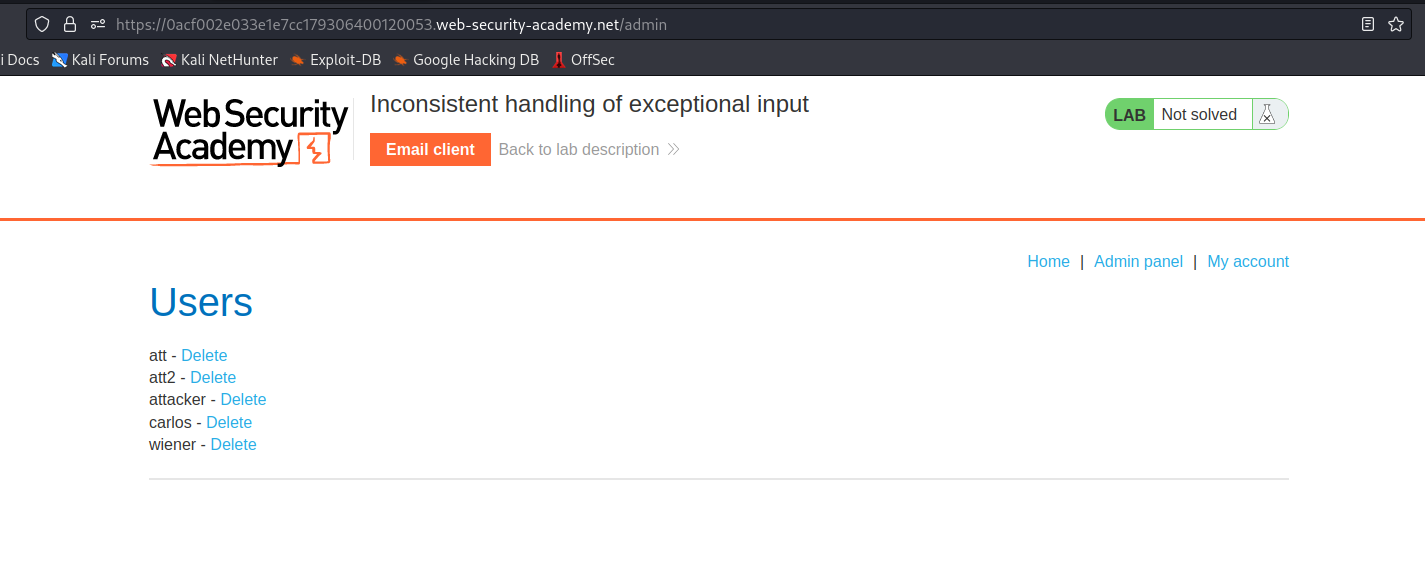 https://0acf002e033e1e7cc179306400120053.web-security-academy.net/admin
i Docs Kali Forums Kali NetHunter Exploit-DB Google Hacking DB OffSec
Web Security
Academy
Inconsistent handling of exceptional input
Email client Back to lab description
LAB Not solved
Home | Admin panel | My account
Users
att - Delete
att2 - Delete
attacker - Delete
carlos - Delete
wiener - Delete